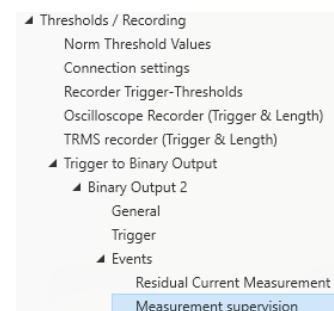 Thresholds / Recording
Norm Threshold Values
Connection settings
Recorder Trigger-Thresholds
Oscilloscope Recorder (Trigger & Length)
TRMS recorder (Trigger & Length)
Trigger to Binary Output
Binary Output 2
General
Trigger
Events
Residual Current Measurement
Measurement supervision